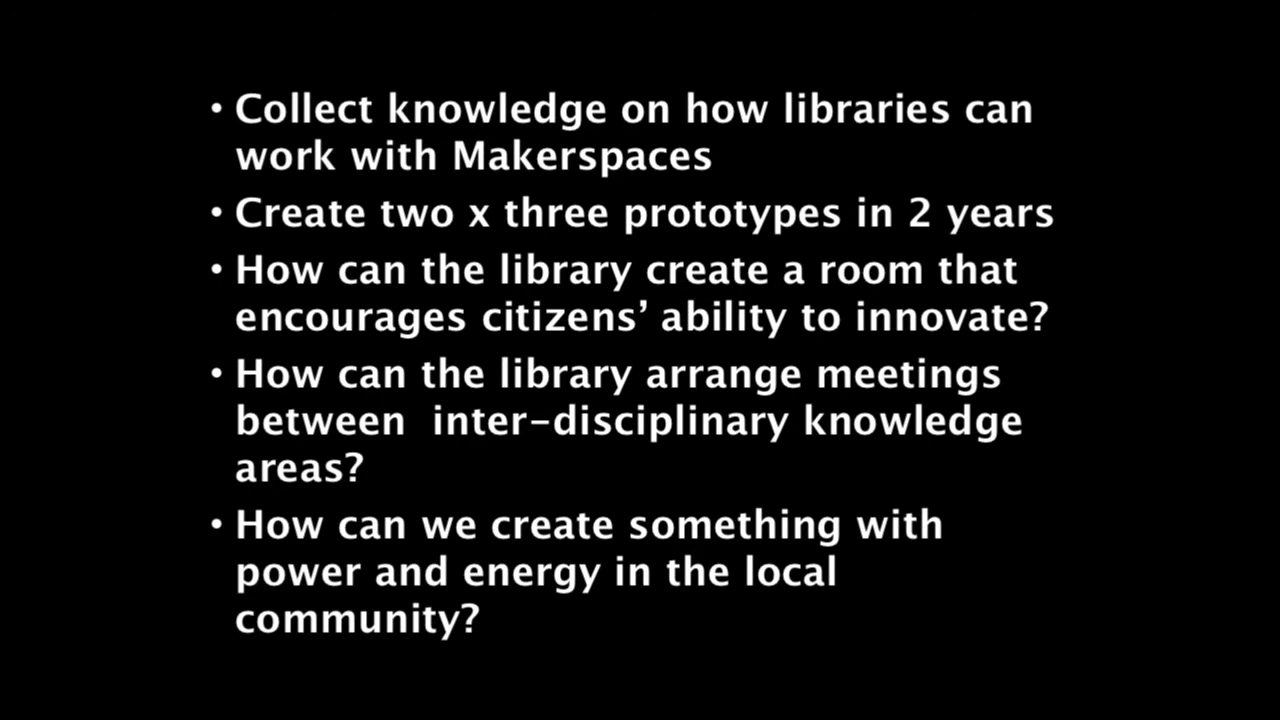 • Collect knowledge on how libraries can
work with Makerspaces
• Create two x three prototypes in 2 years
• How can the library create a room that
encourages citizens’ ability to innovate?
• How can the library arrange meetings
between  inter-disciplinary knowledge
areas?
• How can we create something with
power and energy in the local
community?